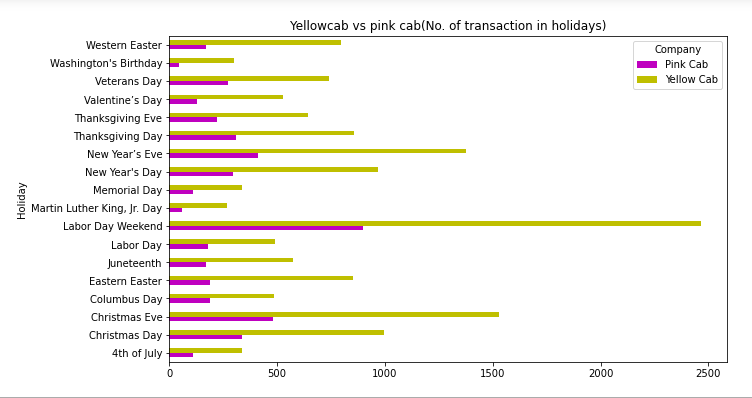 Yellowcab vs pink cab(No. of transaction in holidays)
Company
Pink Cab
Yellow Cab
Holiday
Western Easter
Washington's Birthday
Veterans Day
Valentine’s Day
Thanksgiving Eve
Thanksgiving Day
New Year’s Eve
New Year's Day
Memorial Day
Martin Luther King, Jr. Day
Labor Day Weekend
Labor Day
Juneteenth
Eastern Easter
Columbus Day
Christmas Eve
Christmas Day
4th of July
0 500 1000 1500 2000 2500